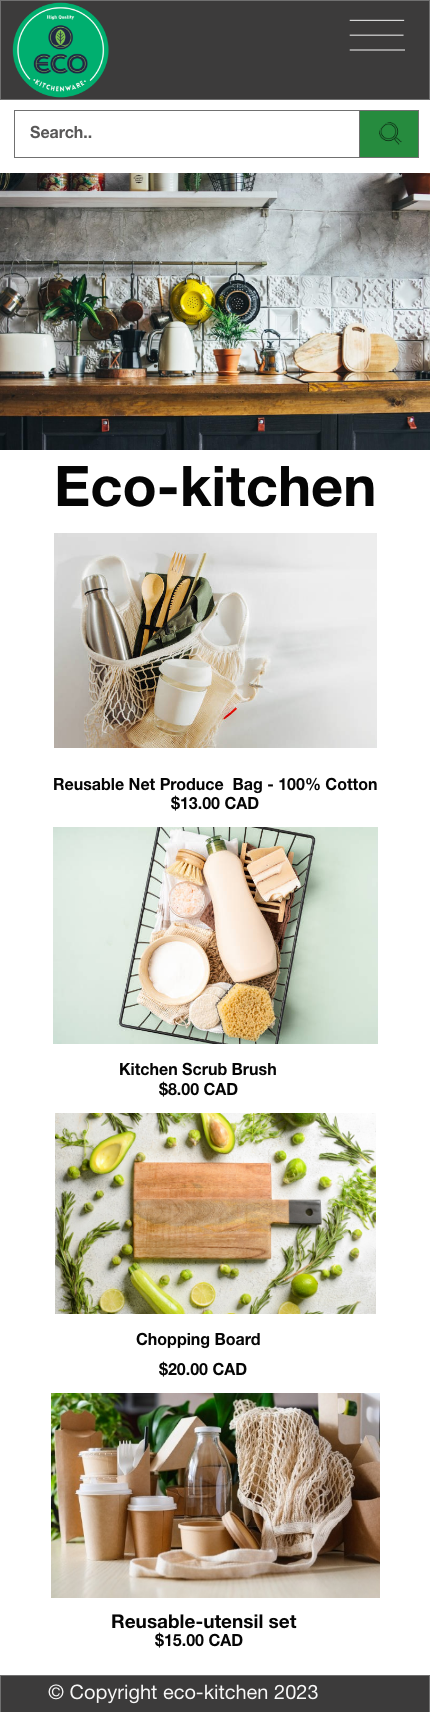 High Quality
ECO
•KITCHENWARE•
Search..
Eco-kitchen
Reusable Net Produce  Bag - 100% Cotton
$13.00 CAD
Kitchen Scrub Brush
$8.00 CAD
Chopping Board
$20.00 CAD
Reusable-utensil set
$15.00 CAD
© Copyright eco-kitchen 2023